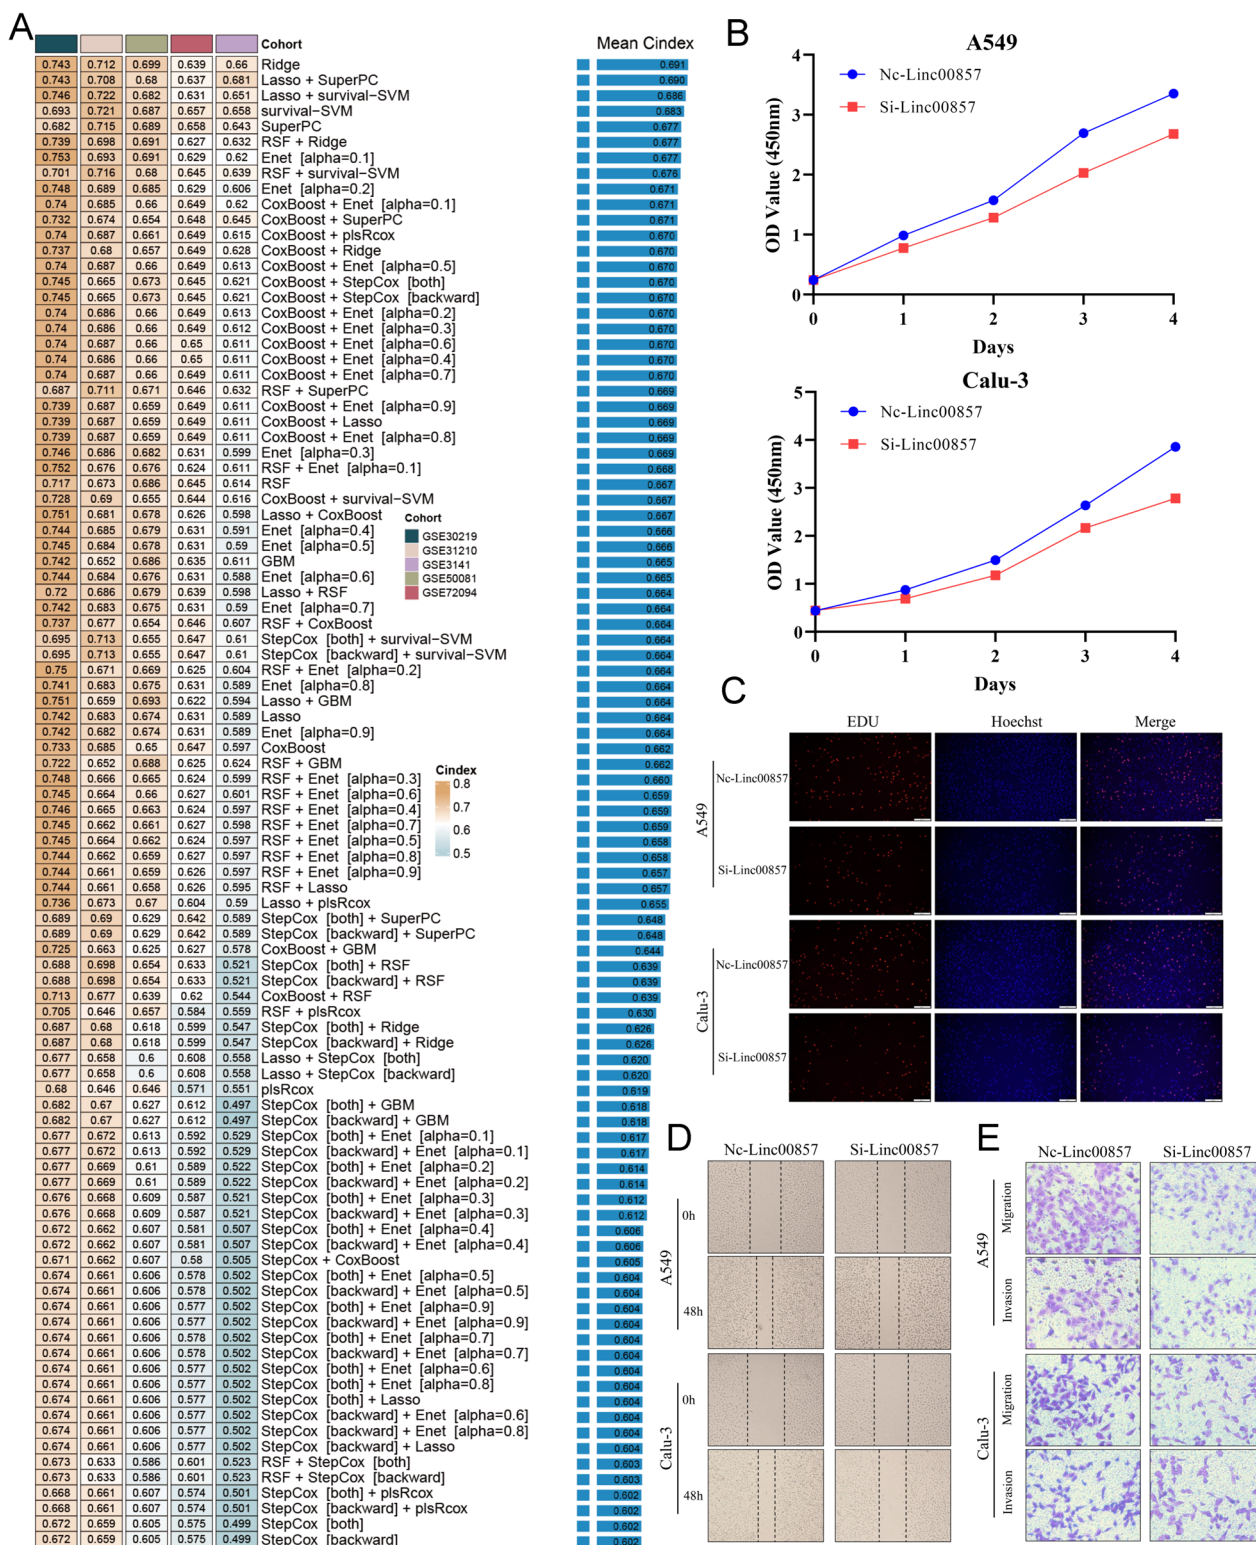 A
Cohort
Mean Cindex
0.743 0.712 0.699 0.639 0.66 Ridge 0.691
0.743 0.708 0.68 0.637 0.681 Lasso + SuperPC 0.690
0.746 0.722 0.682 0.631 0.651 Lasso + survival−SVM 0.686
0.693 0.721 0.687 0.657 0.658 survival−SVM 0.683
0.682 0.715 0.689 0.658 0.643 SuperPC 0.677
0.739 0.698 0.691 0.627 0.632 RSF + Ridge 0.677
0.753 0.693 0.691 0.629 0.62 Enet [alpha=0.1] 0.677
0.701 0.716 0.68 0.645 0.639 RSF + survival−SVM 0.676
0.748 0.689 0.685 0.629 0.606 Enet [alpha=0.2] 0.671
0.74 0.685 0.66 0.649 0.62 CoxBoost + Enet [alpha=0.1] 0.671
0.732 0.674 0.654 0.648 0.645 CoxBoost + SuperPC 0.671
0.74 0.687 0.661 0.649 0.615 CoxBoost + plsRcox 0.670
0.737 0.68 0.657 0.649 0.628 CoxBoost + Ridge 0.670
0.74 0.687 0.66 0.649 0.613 CoxBoost + Enet [alpha=0.5] 0.670
0.745 0.665 0.673 0.645 0.621 CoxBoost + StepCox [both] 0.670
0.745 0.665 0.673 0.645 0.621 CoxBoost + StepCox [backward] 0.670
0.74 0.686 0.66 0.649 0.613 CoxBoost + Enet [alpha=0.2] 0.670
0.74 0.686 0.66 0.649 0.612 CoxBoost + Enet [alpha=0.3] 0.670
0.74 0.687 0.66 0.65 0.611 CoxBoost + Enet [alpha=0.6] 0.670
0.74 0.686 0.66 0.65 0.611 CoxBoost + Enet [alpha=0.4] 0.670
0.74 0.687 0.66 0.649 0.611 CoxBoost + Enet [alpha=0.7] 0.670
0.687 0.711 0.671 0.646 0.632 RSF + SuperPC 0.669
0.739 0.687 0.659 0.649 0.611 CoxBoost + Enet [alpha=0.9] 0.669
0.739 0.687 0.659 0.649 0.611 CoxBoost + Lasso 0.669
0.739 0.687 0.659 0.649 0.611 CoxBoost + Enet [alpha=0.8] 0.669
0.746 0.686 0.682 0.631 0.599 Enet [alpha=0.3] 0.669
0.752 0.676 0.676 0.624 0.611 RSF + Enet [alpha=0.1] 0.668
0.717 0.673 0.686 0.645 0.614 RSF 0.667
0.728 0.69 0.655 0.644 0.616 CoxBoost + survival−SVM 0.667
0.751 0.681 0.678 0.626 0.598 Lasso + CoxBoost 0.667
0.744 0.685 0.679 0.631 0.591 Enet [alpha=0.4] 0.666
0.745 0.684 0.678 0.631 0.59 Enet [alpha=0.5] 0.666
0.742 0.652 0.686 0.635 0.611 GBM 0.665
0.744 0.684 0.676 0.631 0.588 Enet [alpha=0.6] 0.665
0.72 0.686 0.679 0.639 0.598 Lasso + RSF 0.664
0.742 0.683 0.675 0.631 0.59 Enet [alpha=0.7] 0.664
0.737 0.677 0.654 0.646 0.607 RSF + CoxBoost 0.664
0.695 0.713 0.655 0.647 0.61 StepCox [both] + survival−SVM 0.664
0.695 0.713 0.655 0.647 0.61 StepCox [backward] + survival−SVM 0.664
0.75 0.671 0.669 0.625 0.604 RSF + Enet [alpha=0.2] 0.664
0.741 0.683 0.675 0.631 0.589 Enet [alpha=0.8] 0.664
0.751 0.659 0.693 0.622 0.594 Lasso + GBM 0.664
0.742 0.683 0.674 0.631 0.589 Lasso 0.664
0.742 0.682 0.674 0.631 0.589 Enet [alpha=0.9] 0.664
0.733 0.685 0.65 0.647 0.597 CoxBoost 0.662
0.722 0.652 0.688 0.625 0.624 RSF + GBM 0.662
0.748 0.666 0.665 0.624 0.599 RSF + Enet [alpha=0.3] 0.660
0.745 0.664 0.66 0.627 0.601 RSF + Enet [alpha=0.6] 0.659
0.746 0.665 0.663 0.624 0.597 RSF + Enet [alpha=0.4] 0.659
0.745 0.662 0.661 0.627 0.598 RSF + Enet [alpha=0.7] 0.659
0.745 0.664 0.662 0.624 0.597 RSF + Enet [alpha=0.5] 0.658
0.744 0.662 0.659 0.627 0.597 RSF + Enet [alpha=0.8] 0.658
0.744 0.661 0.659 0.626 0.597 RSF + Enet [alpha=0.9] 0.657
0.744 0.661 0.658 0.626 0.595 RSF + Lasso 0.657
0.736 0.673 0.67 0.604 0.59 Lasso + plsRcox 0.655
0.689 0.69 0.629 0.642 0.589 StepCox [both] + SuperPC 0.648
0.689 0.69 0.629 0.642 0.589 StepCox [backward] + SuperPC 0.648
0.725 0.663 0.625 0.627 0.578 CoxBoost + GBM 0.644
0.688 0.698 0.654 0.633 0.521 StepCox [both] + RSF 0.639
0.688 0.698 0.654 0.633 0.521 StepCox [backward] + RSF 0.639
0.713 0.677 0.639 0.62 0.544 CoxBoost + RSF 0.639
0.705 0.646 0.657 0.584 0.559 RSF + plsRcox 0.630
0.687 0.68 0.618 0.599 0.547 StepCox [both] + Ridge 0.626
0.687 0.68 0.618 0.599 0.547 StepCox [backward] + Ridge 0.626
0.677 0.658 0.6 0.608 0.558 Lasso + StepCox [both] 0.620
0.677 0.658 0.6 0.608 0.558 Lasso + StepCox [backward] 0.620
0.68 0.646 0.646 0.571 0.551 plsRcox 0.619
0.682 0.67 0.627 0.612 0.497 StepCox [both] + GBM 0.618
0.682 0.67 0.627 0.612 0.497 StepCox [backward] + GBM 0.618
0.677 0.672 0.613 0.592 0.529 StepCox [both] + Enet [alpha=0.1] 0.617
0.677 0.672 0.613 0.592 0.529 StepCox [backward] + Enet [alpha=0.1] 0.617
0.677 0.669 0.61 0.589 0.522 StepCox [both] + Enet [alpha=0.2] 0.614
0.677 0.669 0.61 0.589 0.522 StepCox [backward] + Enet [alpha=0.2] 0.614
0.676 0.668 0.609 0.587 0.521 StepCox [both] + Enet [alpha=0.3] 0.612
0.676 0.668 0.609 0.587 0.521 StepCox [backward] + Enet [alpha=0.3] 0.612
0.672 0.662 0.607 0.581 0.507 StepCox [both] + Enet [alpha=0.4] 0.606
0.672 0.662 0.607 0.581 0.507 StepCox [backward] + Enet [alpha=0.4] 0.606
0.671 0.662 0.607 0.58 0.505 StepCox + CoxBoost 0.605
0.674 0.661 0.606 0.578 0.502 StepCox [both] + Enet [alpha=0.5] 0.604
0.674 0.661 0.606 0.578 0.502 StepCox [backward] + Enet [alpha=0.5] 0.604
0.674 0.661 0.606 0.577 0.502 StepCox [both] + Enet [alpha=0.9] 0.604
0.674 0.661 0.606 0.577 0.502 StepCox [backward] + Enet [alpha=0.9] 0.604
0.674 0.661 0.606 0.578 0.502 StepCox [both] + Enet [alpha=0.7] 0.604
0.674 0.661 0.606 0.578 0.502 StepCox [backward] + Enet [alpha=0.7] 0.604
0.674 0.661 0.606 0.577 0.502 StepCox [both] + Enet [alpha=0.6] 0.604
0.674 0.661 0.606 0.577 0.502 StepCox [both] + Enet [alpha=0.8] 0.604
0.674 0.661 0.606 0.577 0.502 StepCox [both] + Lasso 0.604
0.674 0.661 0.606 0.577 0.502 StepCox [backward] + Enet [alpha=0.6] 0.604
0.674 0.661 0.606 0.577 0.502 StepCox [backward] + Enet [alpha=0.8] 0.604
0.674 0.661 0.606 0.577 0.502 StepCox [backward] + Lasso 0.604
0.673 0.633 0.586 0.601 0.523 RSF + StepCox [both] 0.603
0.673 0.633 0.586 0.601 0.523 RSF + StepCox [backward] 0.603
0.668 0.661 0.607 0.574 0.501 StepCox [both] + plsRcox 0.602
0.668 0.661 0.607 0.574 0.501 StepCox [backward] + plsRcox 0.602
0.672 0.659 0.605 0.575 0.499 StepCox [both] 0.602
0.672 0.659 0.605 0.575 0.499 StepCox [backward] 0.602
Cohort
GSE30219
GSE31210
GSE3141
GSE50081
GSE72094
Cindex
0.8
0.7
0.6
0.5
B
A549
Nc-Linc00857
Si-Linc00857
OD Value (450nm)
4
3
2
1
0
0 1 2 3 4
Days
Calu-3
Nc-Linc00857
Si-Linc00857
OD Value (450nm)
5
4
3
2
1
0
0 1 2 3 4
Days
C
EDU Hoechst Merge
A549
Nc-Linc00857
Si-Linc00857
Calu-3
Nc-Linc00857
Si-Linc00857
D
Nc-Linc00857 Si-Linc00857
A549
0h
48h
Calu-3
0h
48h
E
Nc-Linc00857 Si-Linc00857
A549
Migration
Invasion
Calu-3
Migration
Invasion